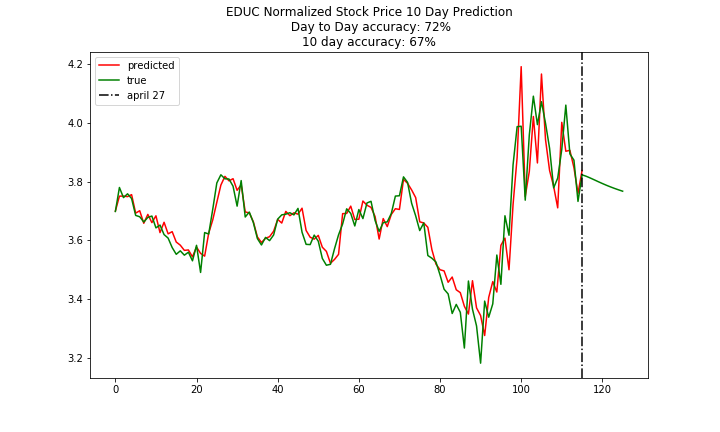 EDUC Normalized Stock Price 10 Day Prediction
Day to Day accuracy: 72%
10 day accuracy: 67%
predicted
true
april 27
4.2
4.0
3.8
3.6
3.4
3.2
0 20 40 60 80 100 120